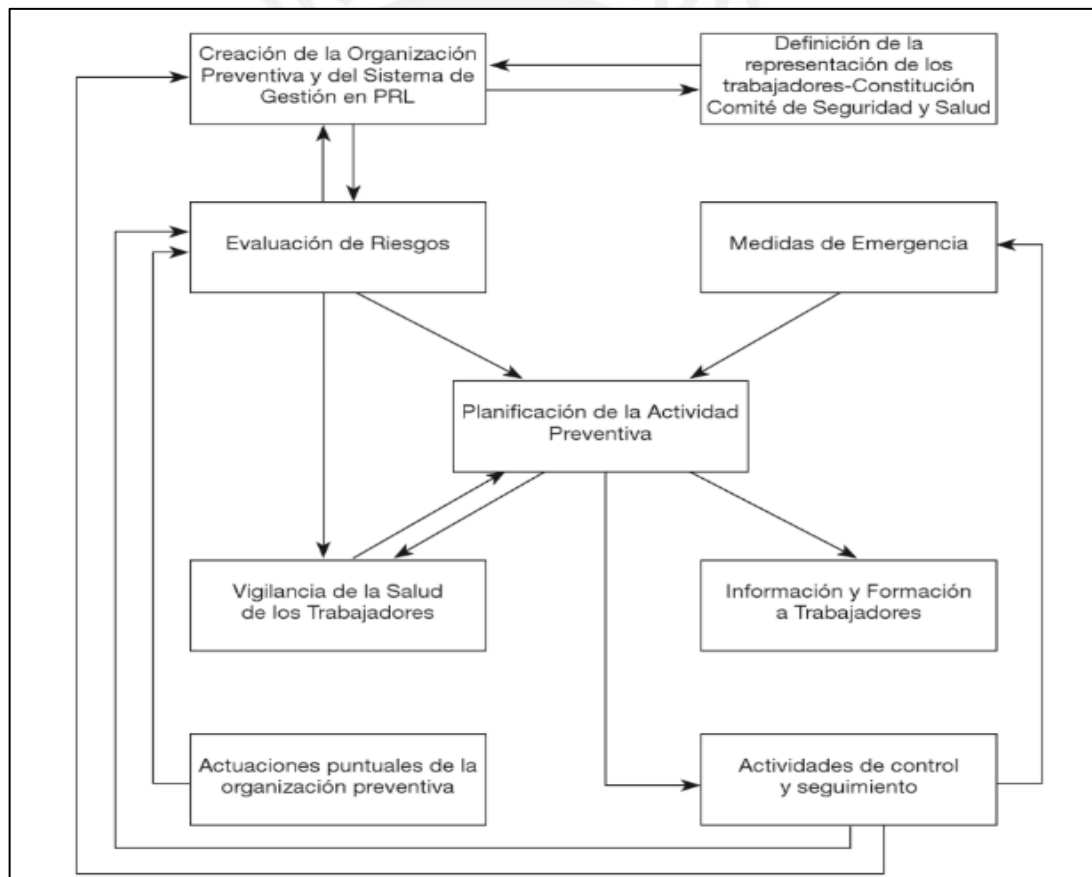 Creación de la Organización
Preventiva y del Sistema de
Gestión en PRL
Definición de la
representación de los
trabajadores-Constitución
Comité de Seguridad y Salud
Evaluación de Riesgos
Medidas de Emergencia
Planificación de la Actividad
Preventiva
Vigilancia de la Salud
de los Trabajadores
Información y Formación
a Trabajadores
Actuaciones puntuales de la
organización preventiva
Actividades de control
y seguimiento